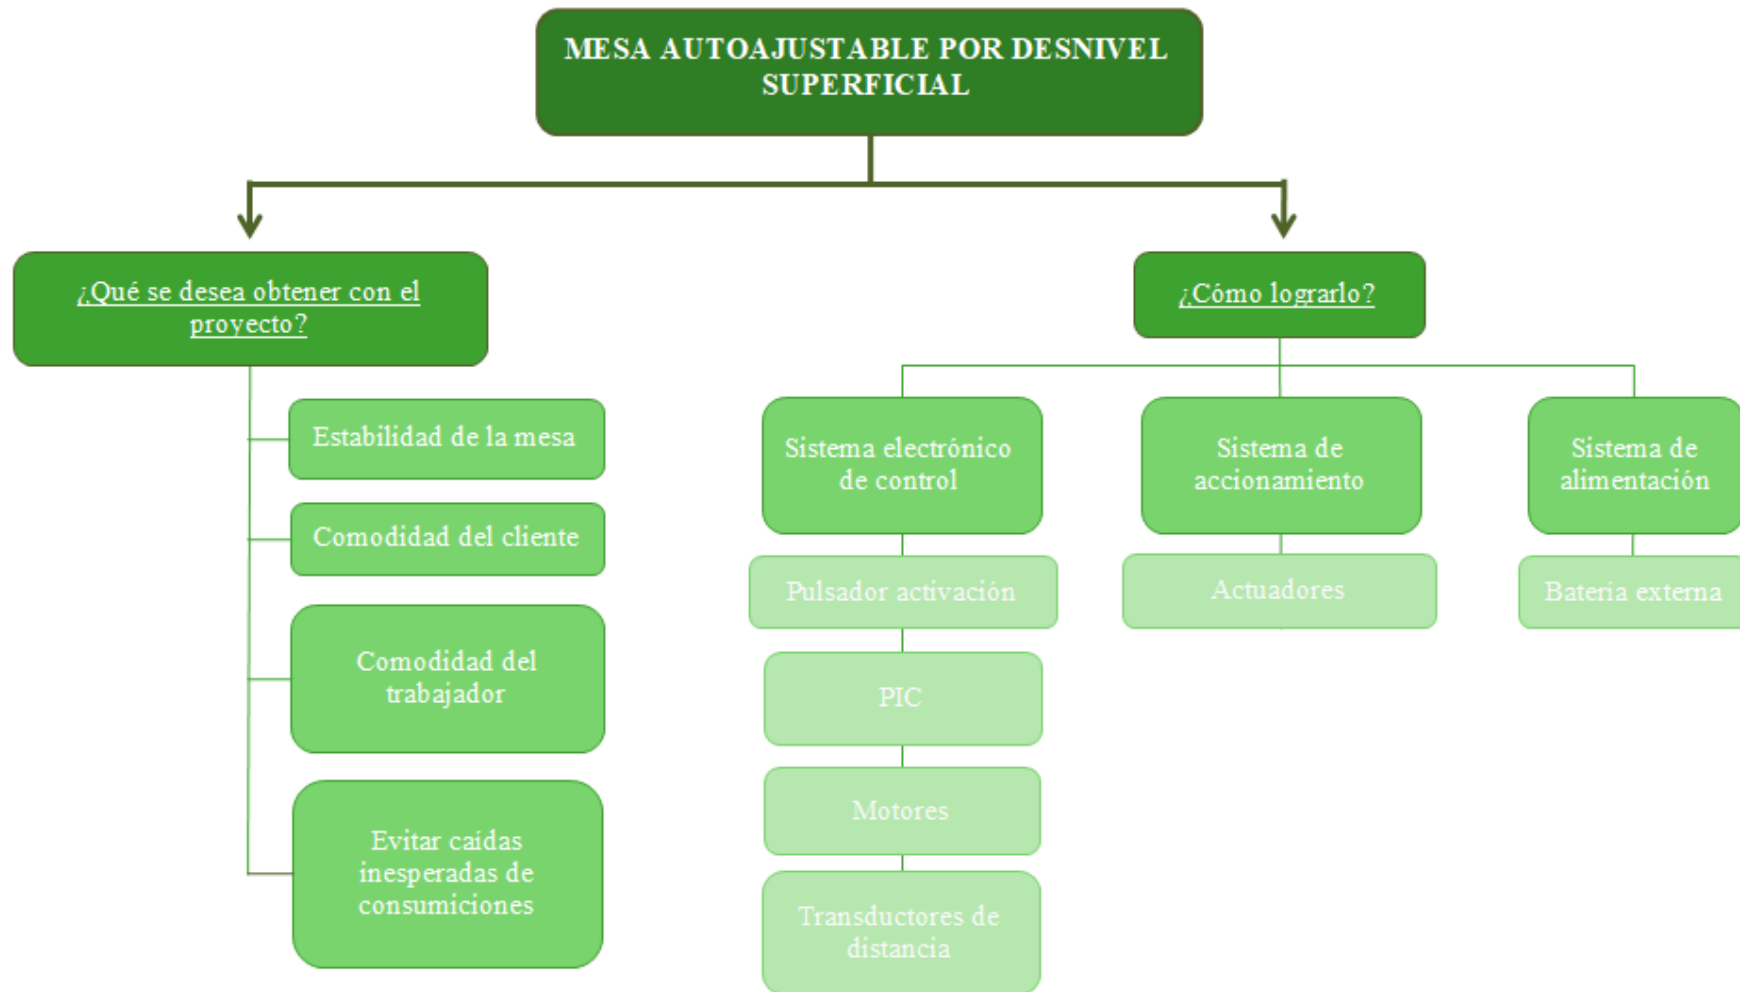 MESA AUTOAJUSTABLE POR DESNIVEL
SUPERFICIAL
¿Qué se desea obtener con el
proyecto?
Estabilidad de la mesa
Comodidad del cliente
Comodidad del
trabajador
Evitar caídas
inesperadas de
consumiciones
¿Cómo lograrlo?
Sistema electrónico
de control
Pulsador activación
PIC
Motores
Transductores de
distancia
Sistema de
accionamiento
Actuadores
Sistema de
alimentación
Batería externa